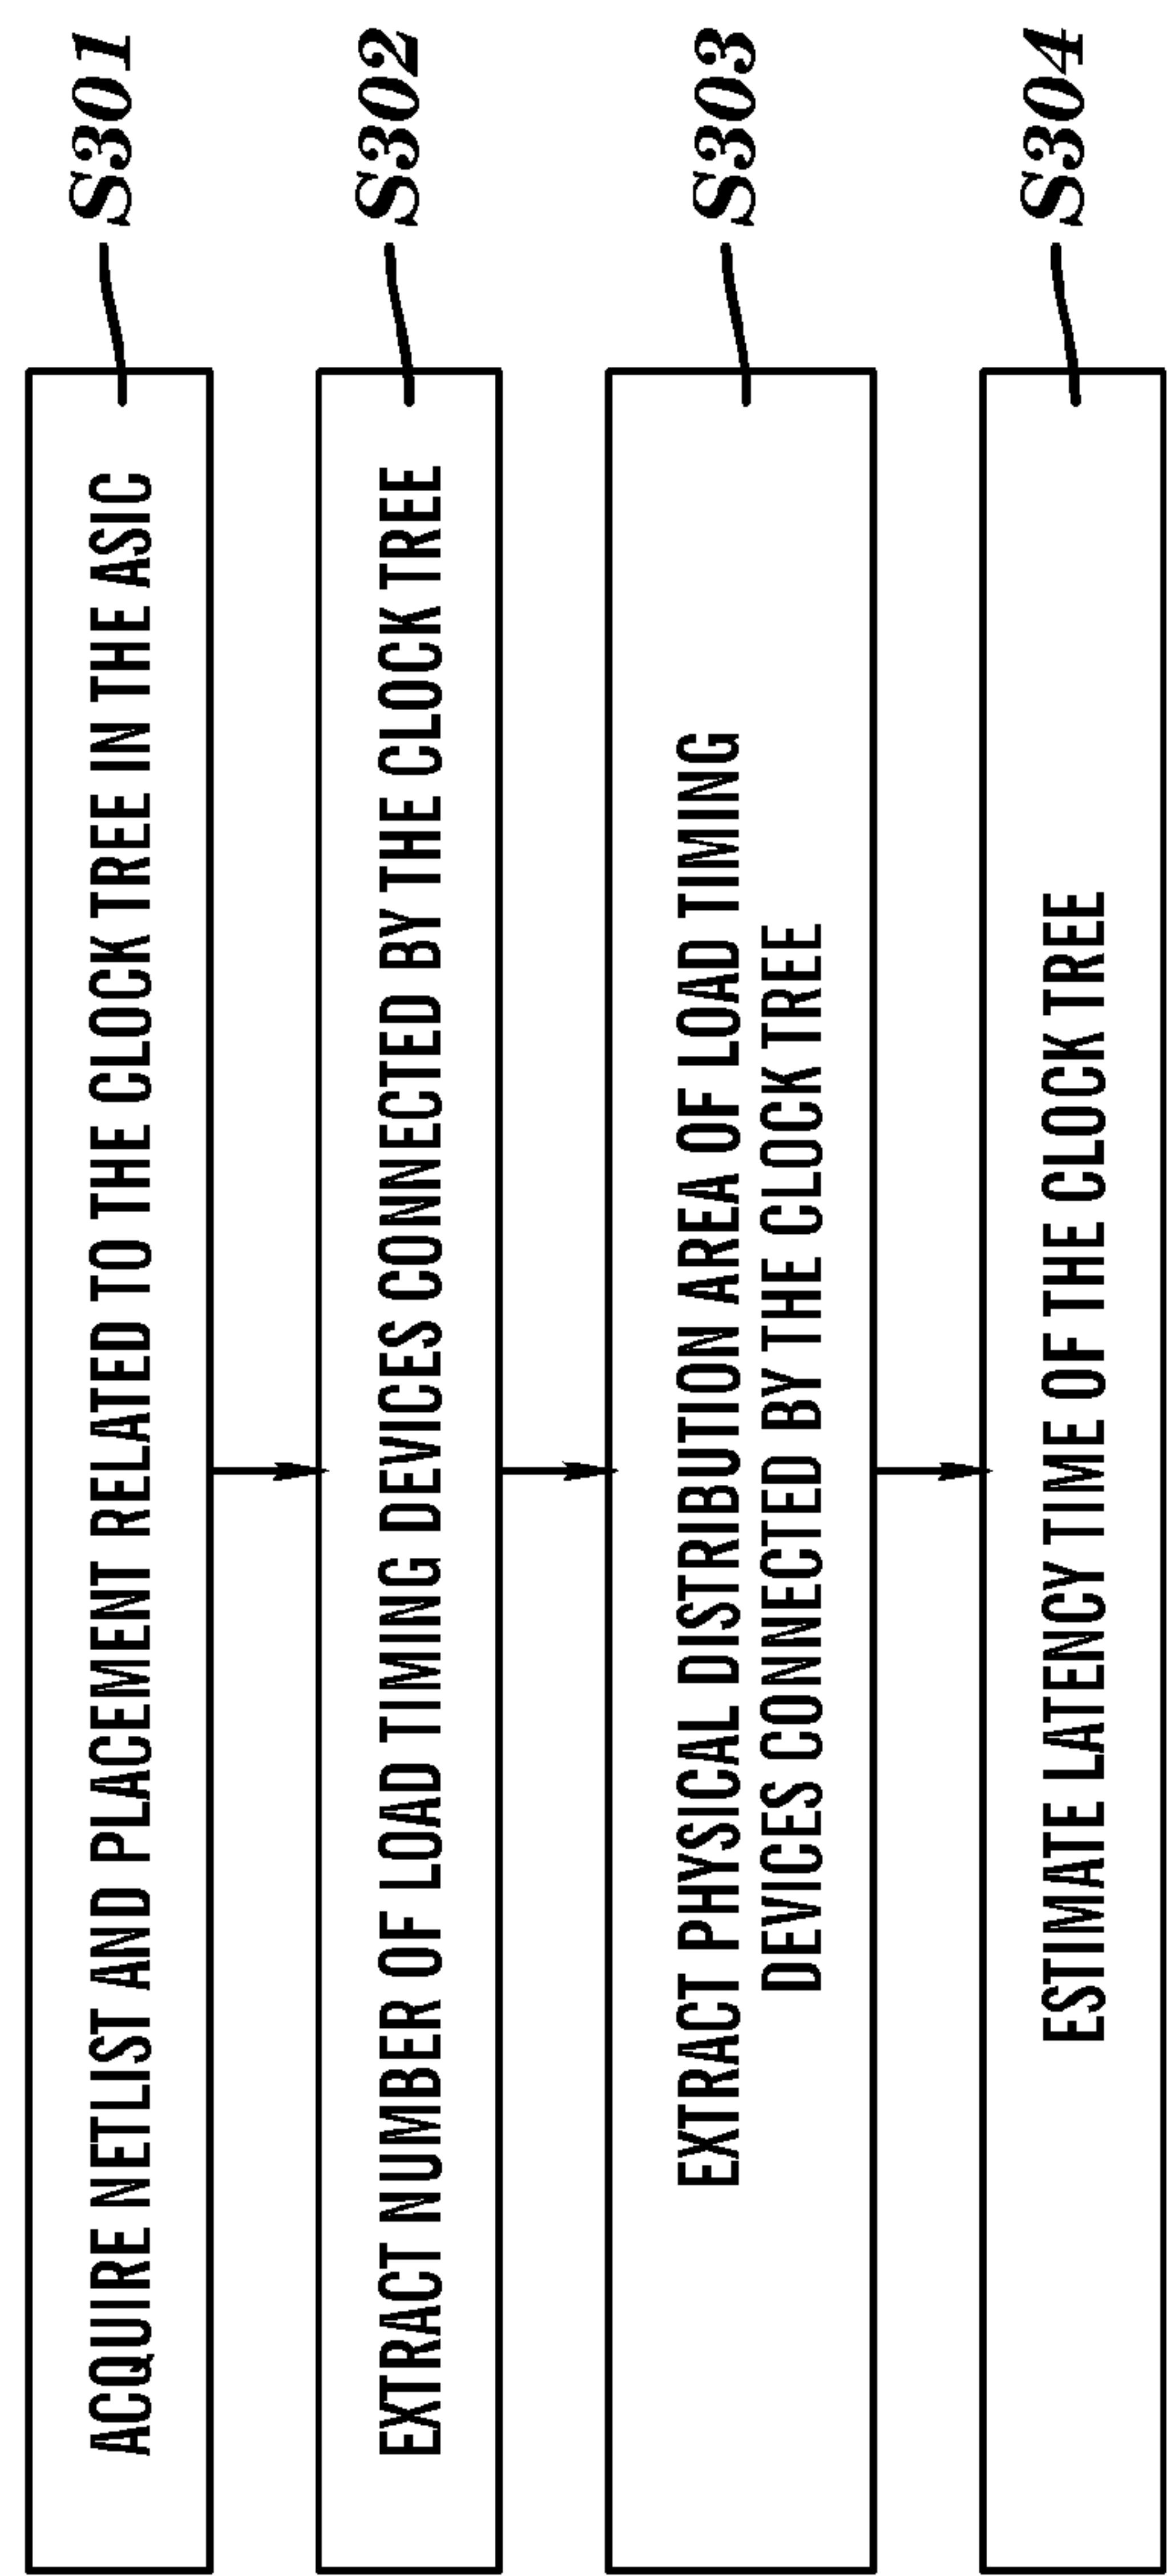 ACQUIRE NETLIST AND PLACEMENT RELATED TO THE CLOCK TREE IN THE ASIC
S301
EXTRACT NUMBER OF LOAD TIMING DEVICES CONNECTED BY THE CLOCK TREE
S302
EXTRACT PHYSICAL DISTRIBUTION AREA OF LOAD TIMING
DEVICES CONNECTED BY THE CLOCK TREE
S303
ESTIMATE LATENCY TIME OF THE CLOCK TREE
S304